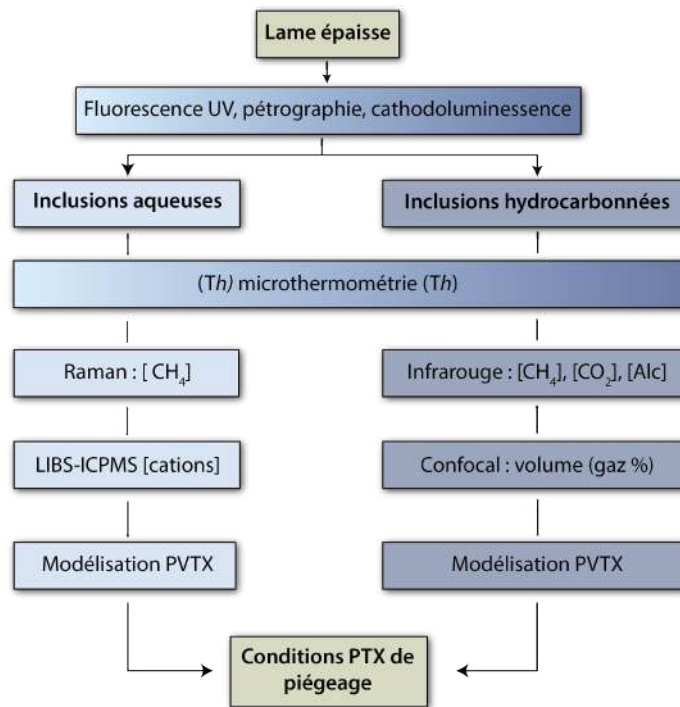 Lame épaisse
Fluorescence UV, pétrographie, cathodoluminessence
Inclusions aqueuses
Inclusions hydrocarbonnées
(Th) microthermométrie (Th)
Raman : [ CH₄]
Infrarouge : [CH₄], [CO₂], [Alc]
LIBS-ICPMS [cations]
Confocal : volume (gaz %)
Modélisation PVTX
Modélisation PVTX
Conditions PTX de
piégeage